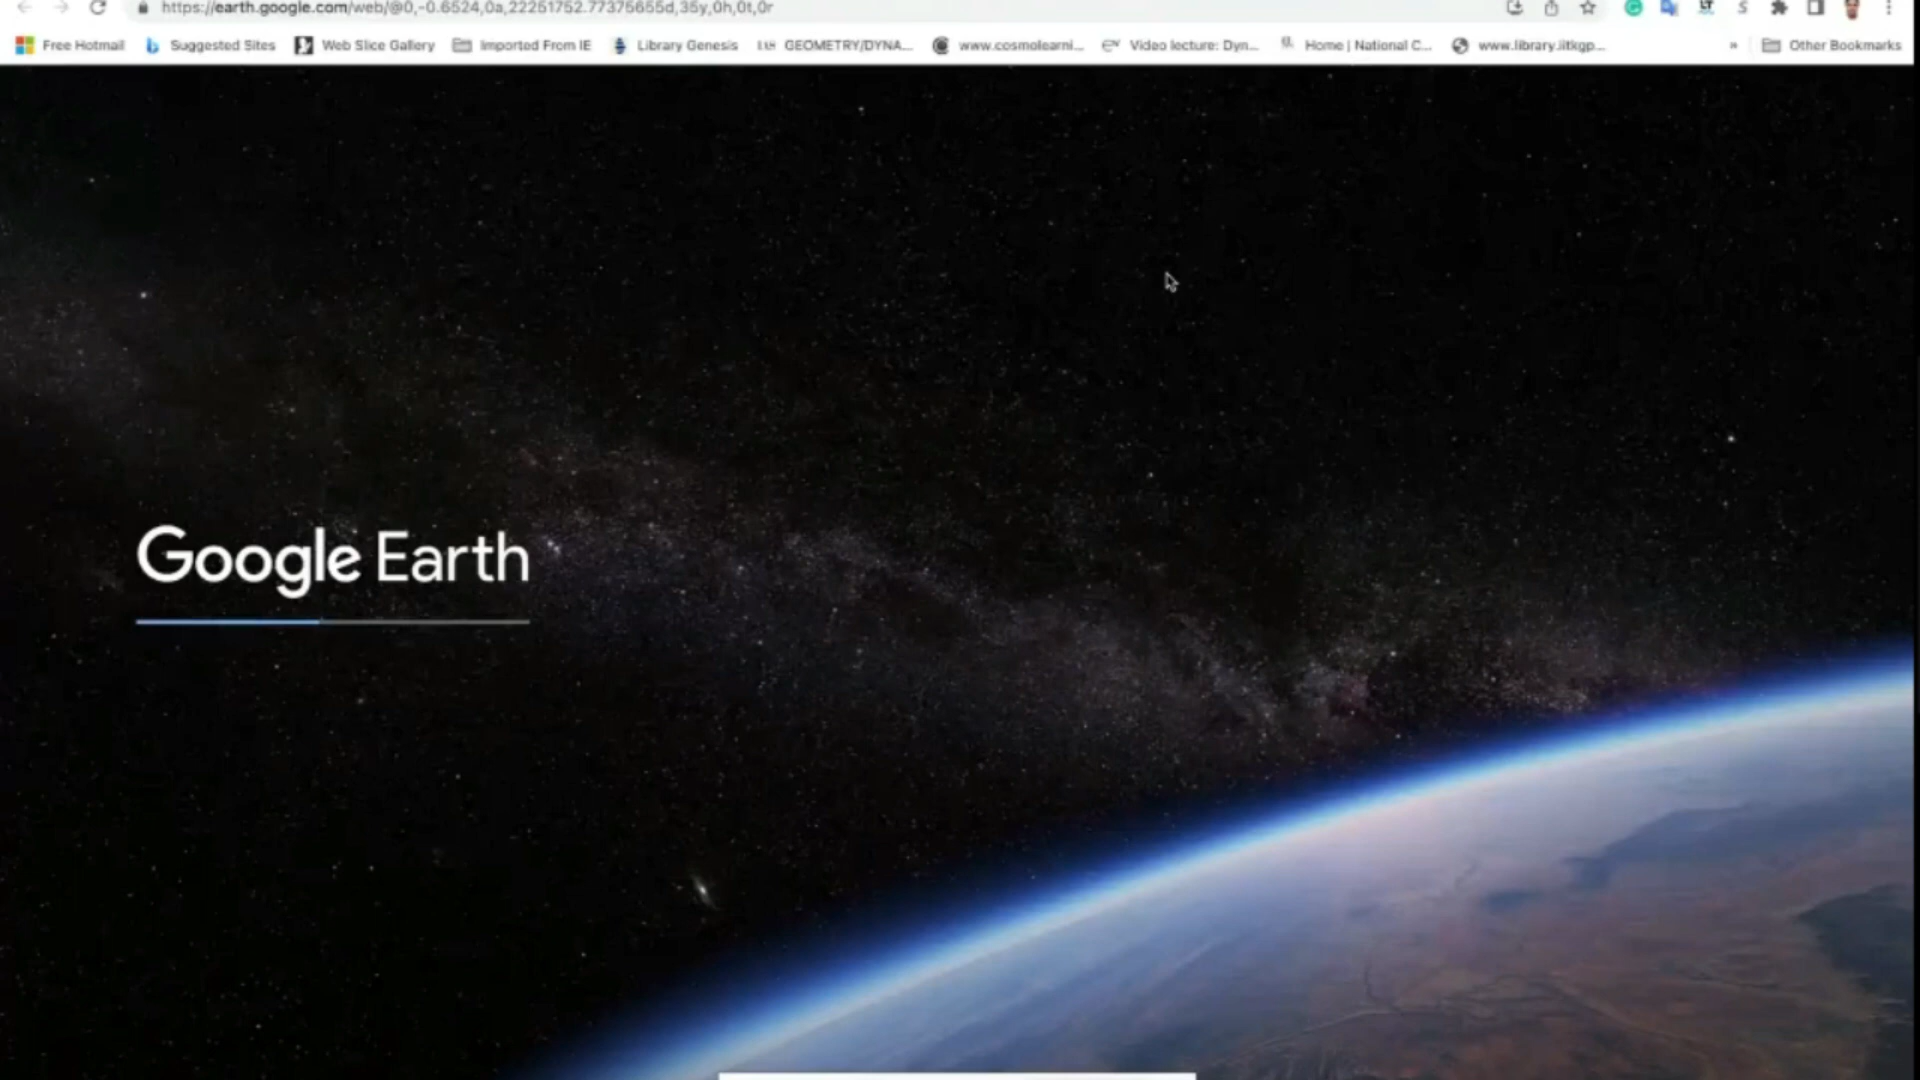 https://earth.google.com/web/@0,-0.6524,0a,22251752.77375655d,35y,0h,0t,0r
Free Hotmail Suggested Sites Web Slice Gallery Imported From IE Library Genesis GEOMETRY/DYNA... www.cosmolearni... Video lecture: Dyn... Home | National C... www.library.iitkgp... » Other Bookmarks
Google Earth